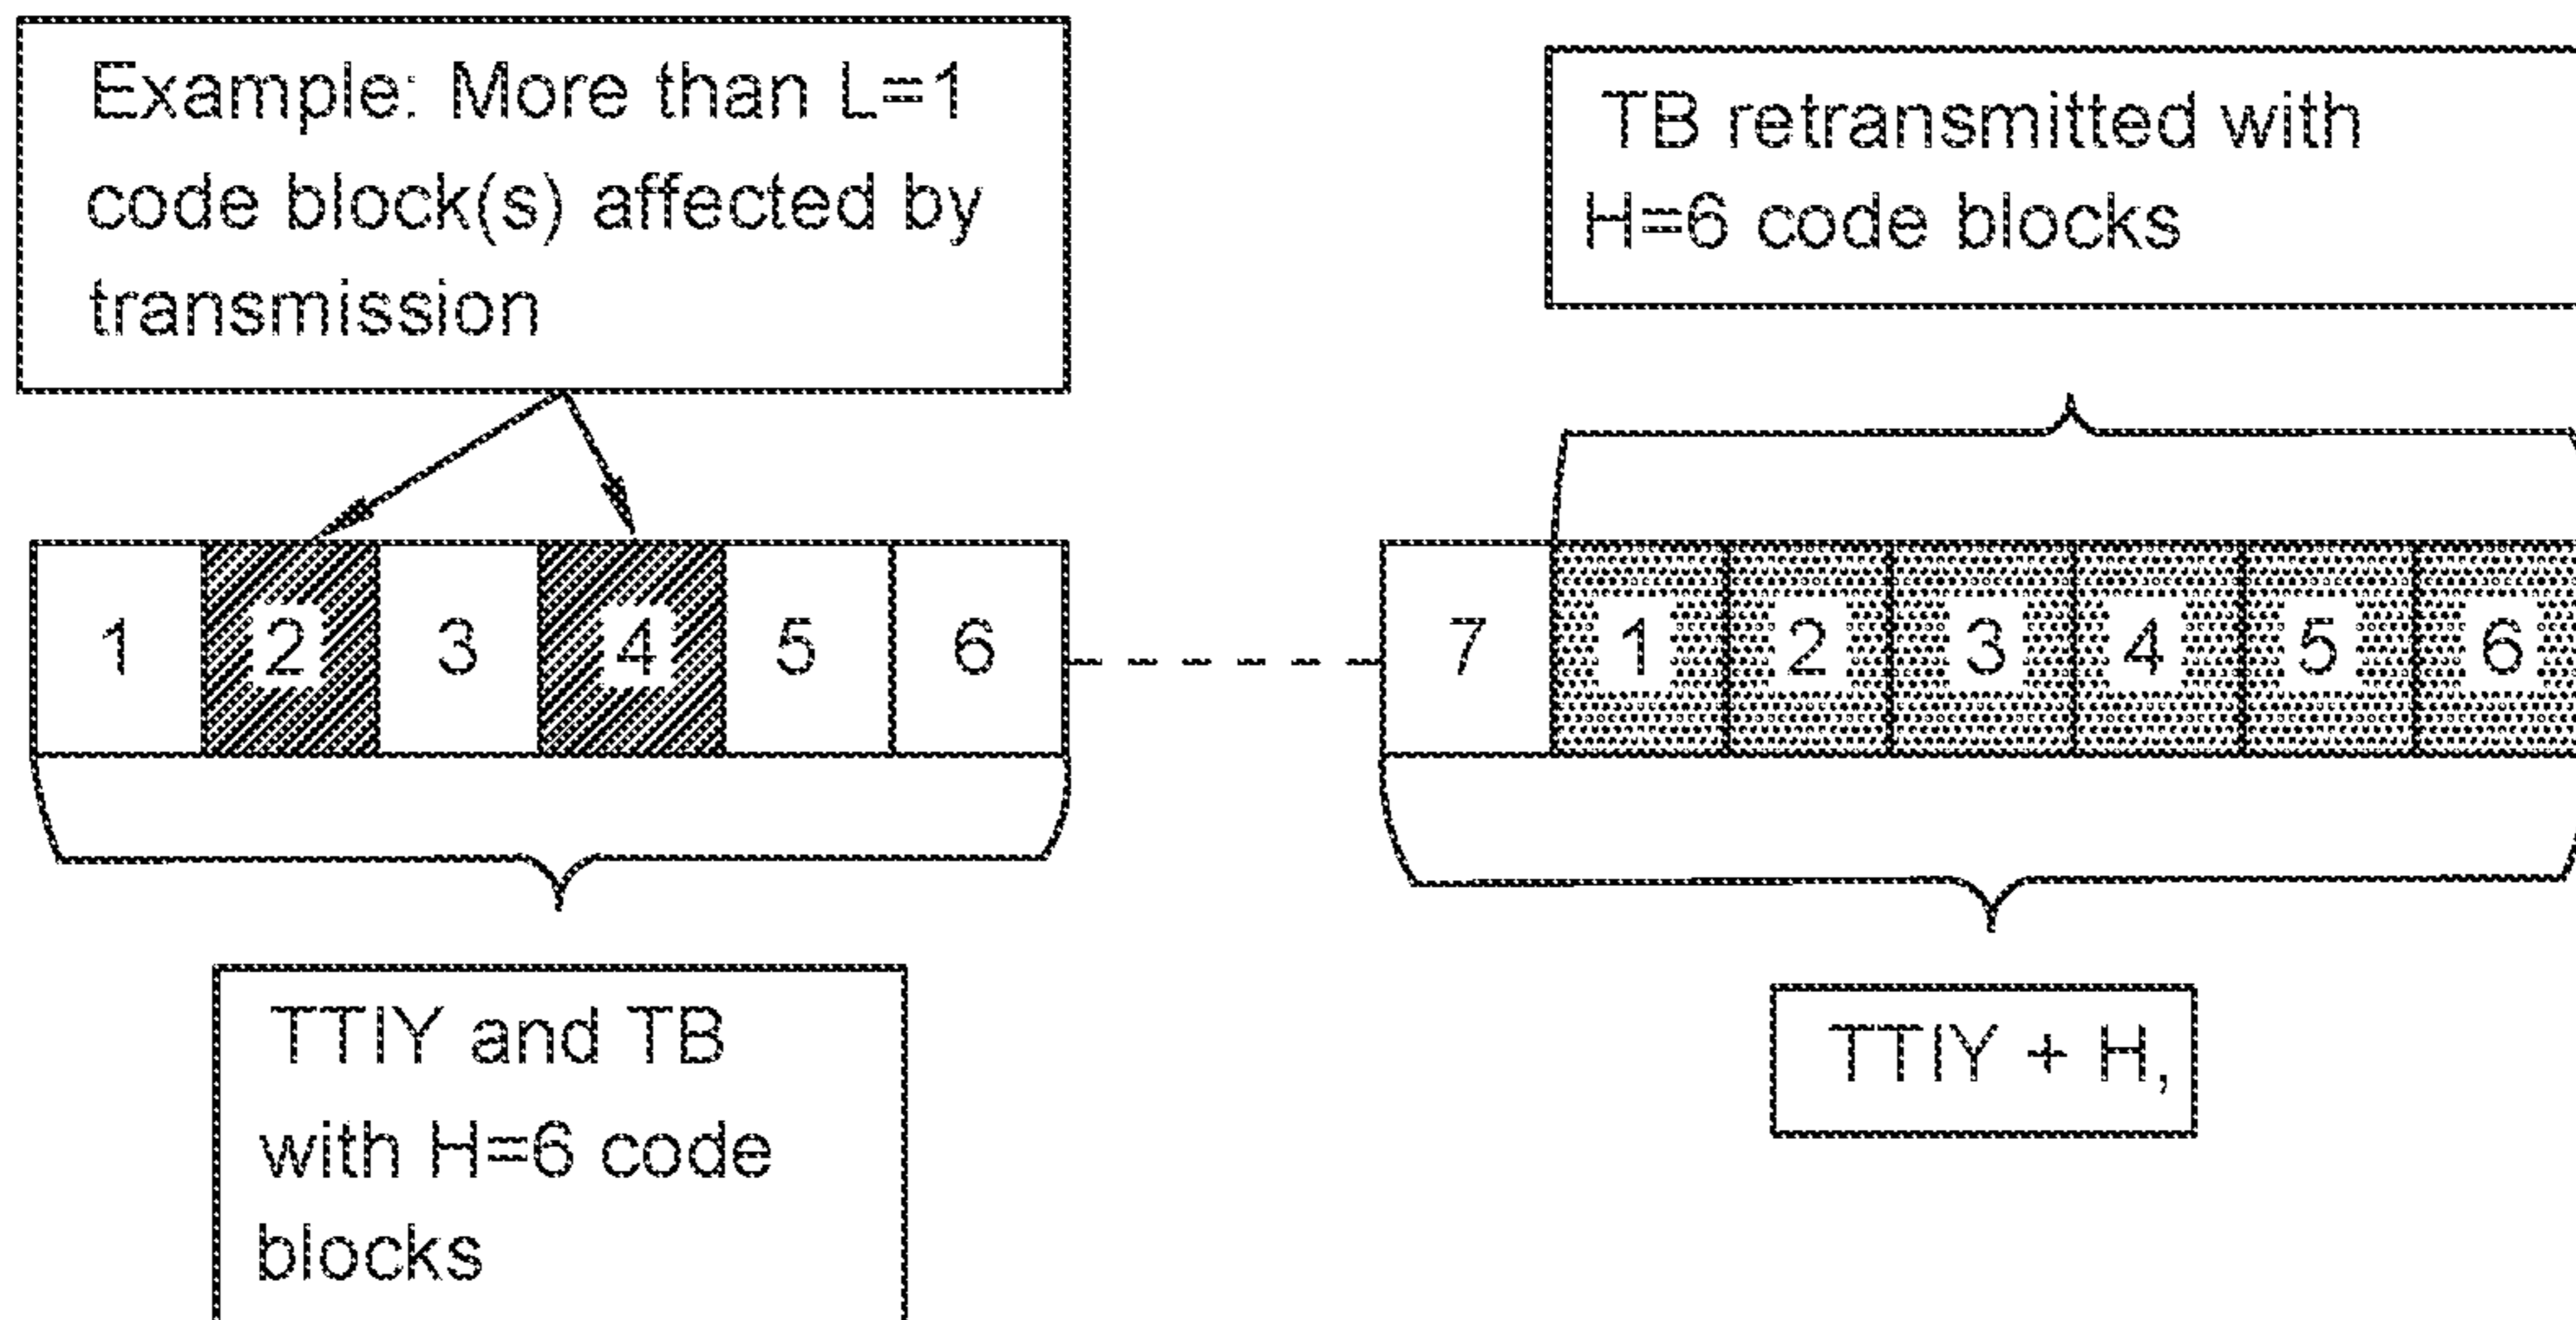 Example: More than L=1
code block(s) affected by
transmission
TB retransmitted with
H=6 code blocks
1 2 3 4 5 6
7 1 2 3 4 5 6
TTIY and TB
with H=6 code
blocks
TTIY + H,